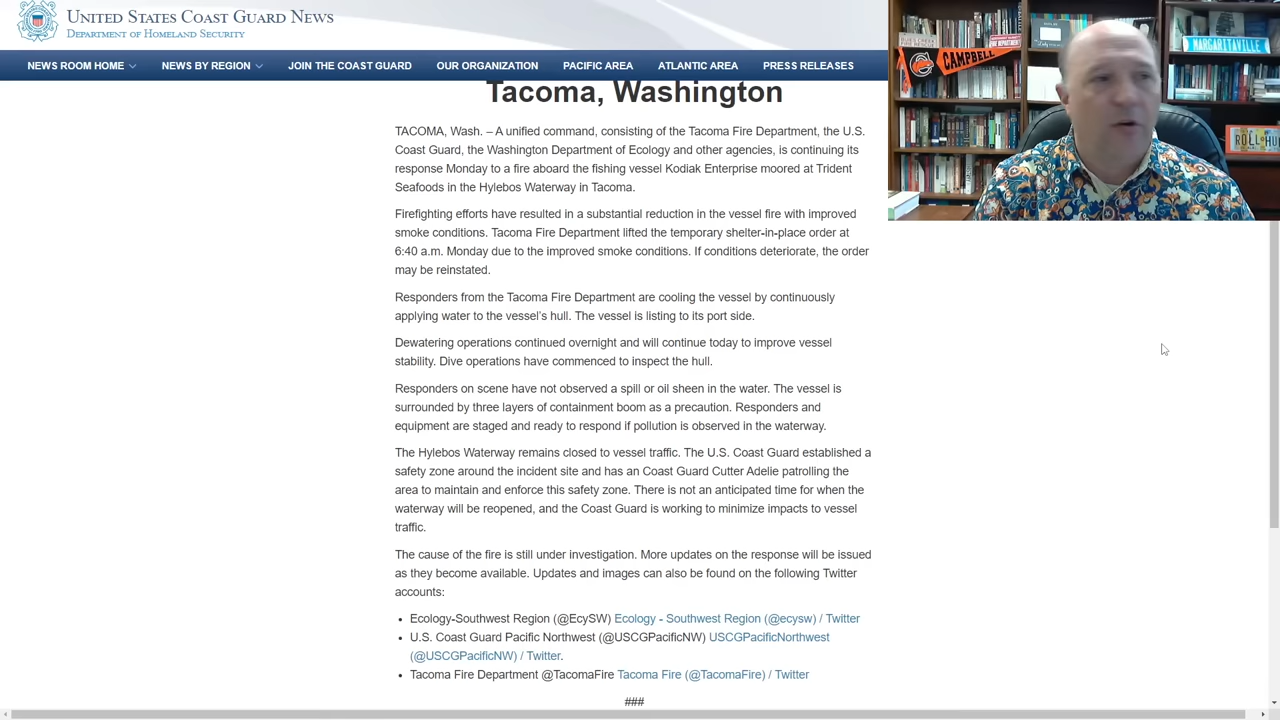 UNITED STATES COAST GUARD NEWS
DEPARTMENT OF HOMELAND SECURITY
NEWS ROOM HOME
NEWS BY REGION
JOIN THE COAST GUARD
OUR ORGANIZATION
PACIFIC AREA
ATLANTIC AREA
PRESS RELEASES
CAMPBELL
MARGARITAVILLE
Tacoma, Washington
TACOMA, Wash. – A unified command, consisting of the Tacoma Fire Department, the U.S.
Coast Guard, the Washington Department of Ecology and other agencies, is continuing its
response Monday to a fire aboard the fishing vessel Kodiak Enterprise moored at Trident
Seafoods in the Hylebos Waterway in Tacoma.
Firefighting efforts have resulted in a substantial reduction in the vessel fire with improved
smoke conditions. Tacoma Fire Department lifted the temporary shelter-in-place order at
6:40 a.m. Monday due to the improved smoke conditions. If conditions deteriorate, the order
may be reinstated.
Responders from the Tacoma Fire Department are cooling the vessel by continuously
applying water to the vessel’s hull. The vessel is listing to its port side.
Dewatering operations continued overnight and will continue today to improve vessel
stability. Dive operations have commenced to inspect the hull.
Responders on scene have not observed a spill or oil sheen in the water. The vessel is
surrounded by three layers of containment boom as a precaution. Responders and
equipment are staged and ready to respond if pollution is observed in the waterway.
The Hylebos Waterway remains closed to vessel traffic. The U.S. Coast Guard established a
safety zone around the incident site and has an Coast Guard Cutter Adelie patrolling the
area to maintain and enforce this safety zone. There is not an anticipated time for when the
waterway will be reopened, and the Coast Guard is working to minimize impacts to vessel
traffic.
The cause of the fire is still under investigation. More updates on the response will be issued
as they become available. Updates and images can also be found on the following Twitter
accounts:
• Ecology-Southwest Region (@EcySW) Ecology - Southwest Region (@ecysw) / Twitter
• U.S. Coast Guard Pacific Northwest (@USCGPacificNW) USCGPacificNorthwest
(@USCGPacificNW) / Twitter.
• Tacoma Fire Department @TacomaFire Tacoma Fire (@TacomaFire) / Twitter
###